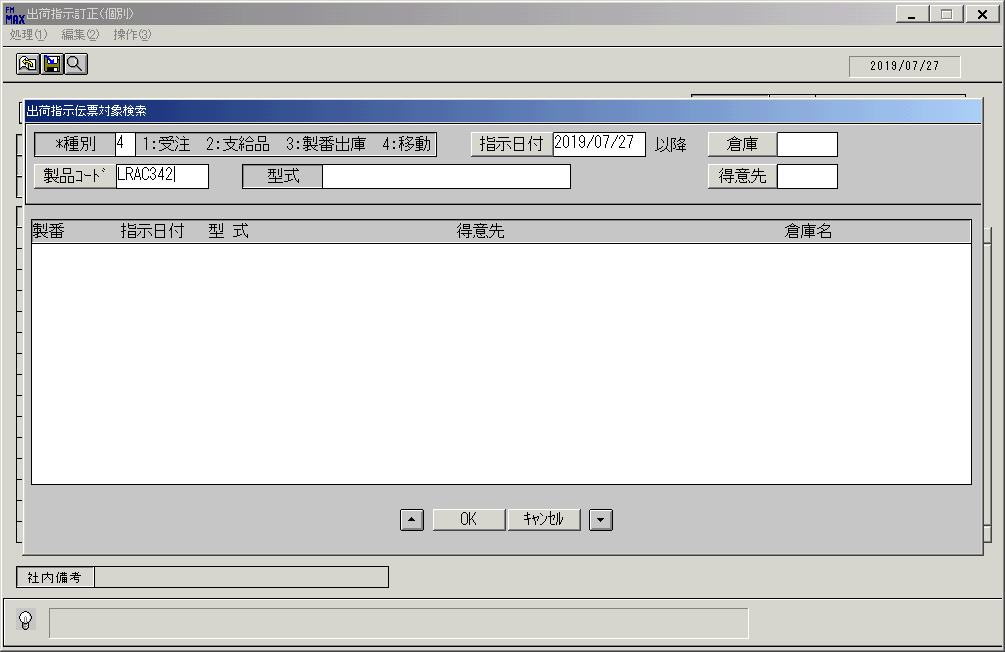 FM MAX 出荷指示訂正(個別)
処理(1) 編集(2) 操作(3)
2019/07/27
出荷指示伝票対象検索
*種別 4 1:受注 2:支給品 3:製番出庫 4:移動 指示日付 2019/07/27 以降 倉庫
製品ｺｰﾄﾞ LRAC342 型式 得意先
製番 指示日付 型 式 得意先 倉庫名
OK ｷｬﾝｾﾙ
社内備考